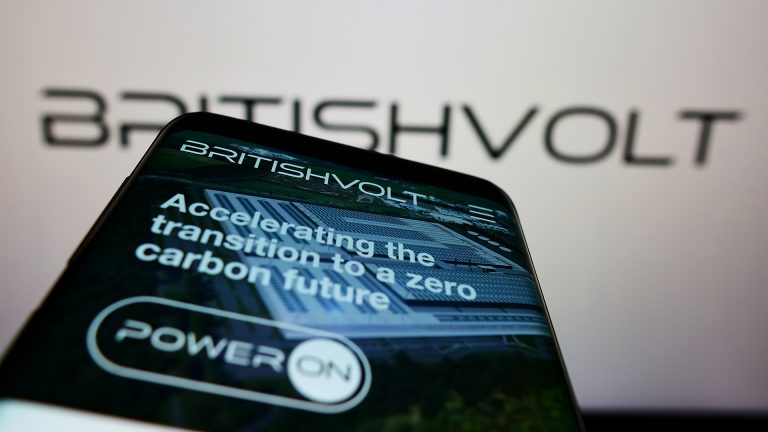 BRITISHVOLT
BRITISHVOLT
Accelerating the
transition to a zero
carbon future
POWER ON